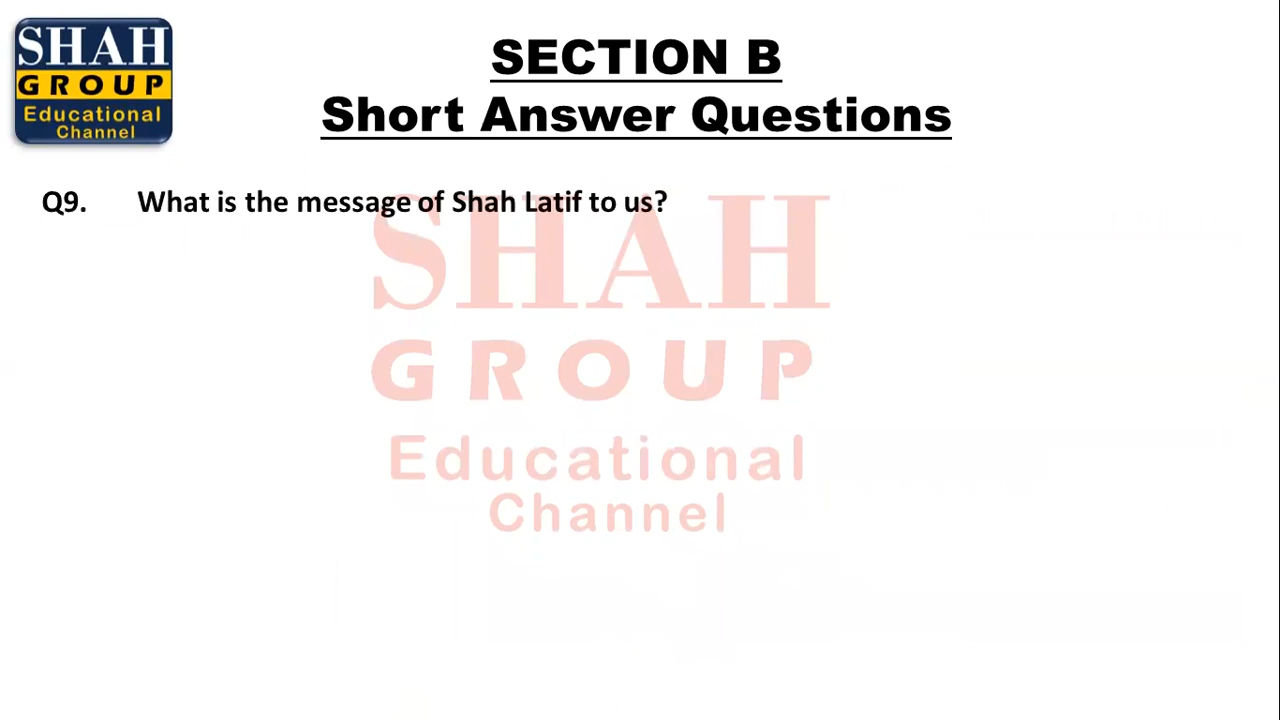 SHAH
GROUP
Educational
Channel
SECTION B
Short Answer Questions
Q9. What is the message of Shah Latif to us?
SHAH
GROUP
Educational
Channel